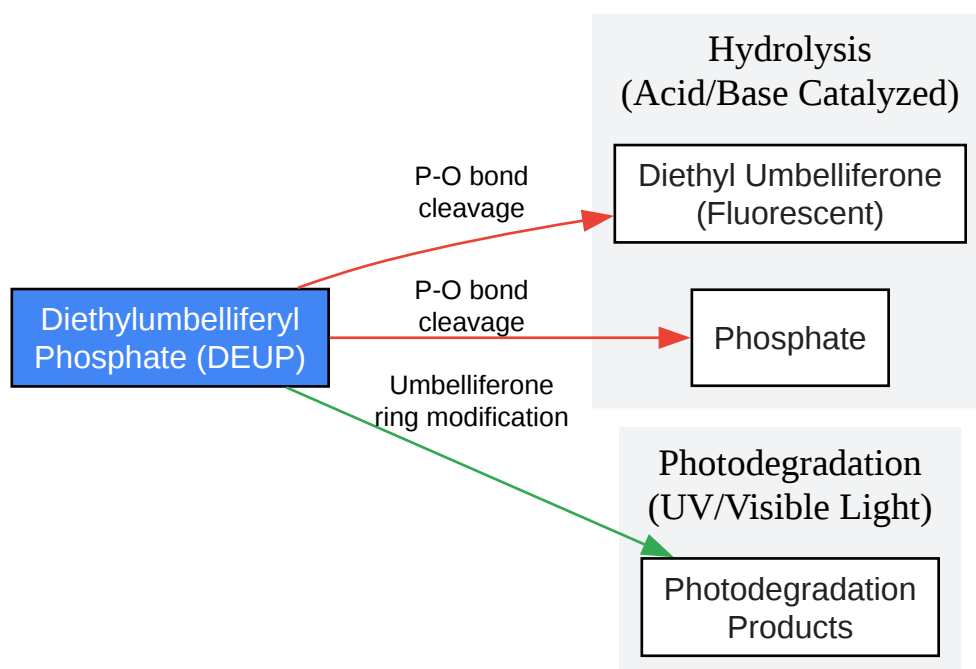 Hydrolysis
(Acid/Base Catalyzed)
P-O bond
cleavage
Diethyl Umbelliferone
(Fluorescent)
Diethylumbelliferyl
Phosphate (DEUP)
P-O bond
cleavage
Phosphate
Umbelliferone
ring modification
Photodegradation
(UV/Visible Light)
Photodegradation
Products